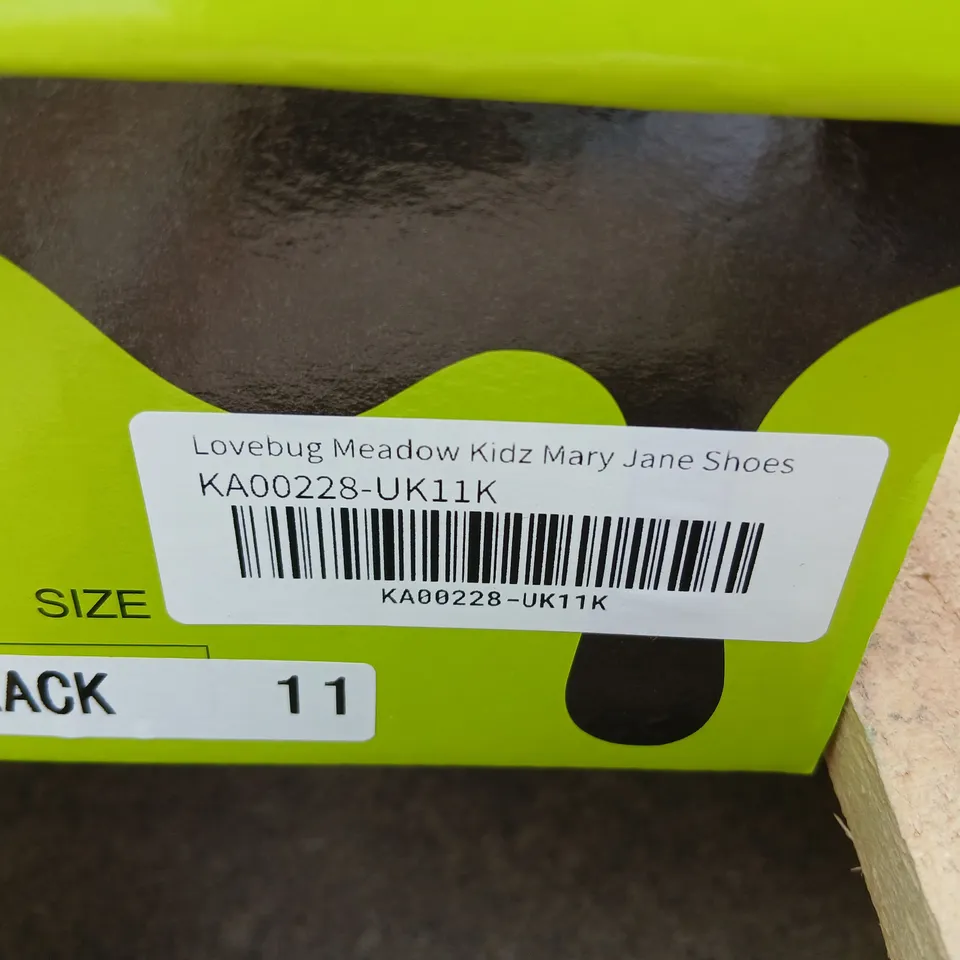 Lovebug Meadow Kidz Mary Jane Shoes
KA00228-UK11K
KA00228-UK11K
SIZE
ACK 11